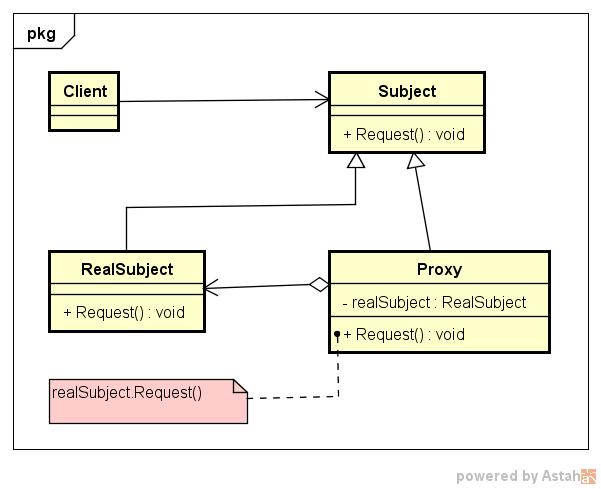 pkg
Client
Subject
+ Request() : void
RealSubject
+ Request() : void
Proxy
- realSubject : RealSubject
+ Request() : void
realSubject.Request()
powered by Astah